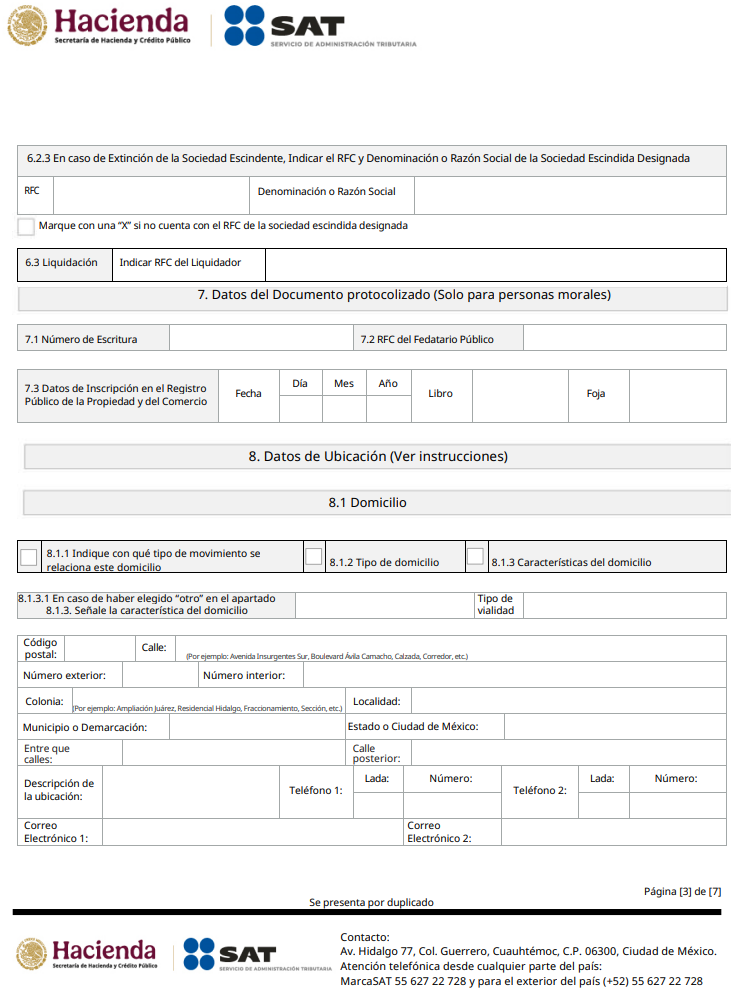 Hacienda
Secretaría de Hacienda y Crédito Público
SAT
SERVICIO DE ADMINISTRACIÓN TRIBUTARIA
6.2.3 En caso de Extinción de la Sociedad Escindente, Indicar el RFC y Denominación o Razón Social de la Sociedad Escindida Designada
RFC
Denominación o Razón Social
Marque con una “X” si no cuenta con el RFC de la sociedad escindida designada
6.3 Liquidación
Indicar RFC del Liquidador
7. Datos del Documento protocolizado (Solo para personas morales)
7.1 Número de Escritura
7.2 RFC del Fedatario Público
7.3 Datos de Inscripción en el Registro
Público de la Propiedad y del Comercio
Fecha
Día
Mes
Año
Libro
Foja
8. Datos de Ubicación (Ver instrucciones)
8.1 Domicilio
8.1.1 Indique con qué tipo de movimiento se
relaciona este domicilio
8.1.2 Tipo de domicilio
8.1.3 Características del domicilio
8.1.3.1 En caso de haber elegido “otro” en el apartado
8.1.3. Señale la característica del domicilio
Tipo de
vialidad
Código
postal:
Calle:
(Por ejemplo: Avenida Insurgentes Sur, Boulevard Ávila Camacho, Calzada, Corredor, etc.)
Número exterior:
Número interior:
Colonia:
(Por ejemplo: Ampliación Juárez, Residencial Hidalgo, Fraccionamiento, Sección, etc.)
Localidad:
Municipio o Demarcación:
Estado o Ciudad de México:
Entre que
calles:
Calle
posterior:
Descripción de
la ubicación:
Teléfono 1:
Lada:
Número:
Teléfono 2:
Lada:
Número:
Correo
Electrónico 1:
Correo
Electrónico 2:
Página [3] de [7]
Se presenta por duplicado
Hacienda
Secretaría de Hacienda y Crédito Público
SAT
SERVICIO DE ADMINISTRACIÓN TRIBUTARIA
Contacto:
Av. Hidalgo 77, Col. Guerrero, Cuauhtémoc, C.P. 06300, Ciudad de México.
Atención telefónica desde cualquier parte del país:
MarcaSAT 55 627 22 728 y para el exterior del país (+52) 55 627 22 728